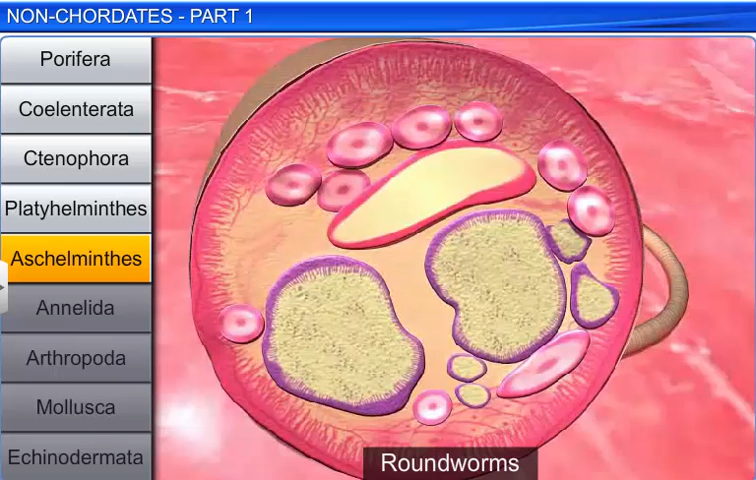 NON-CHORDATES - PART 1
Porifera
Coelenterata
Ctenophora
Platyhelminthes
Aschelminthes
Annelida
Arthropoda
Mollusca
Echinodermata
Roundworms